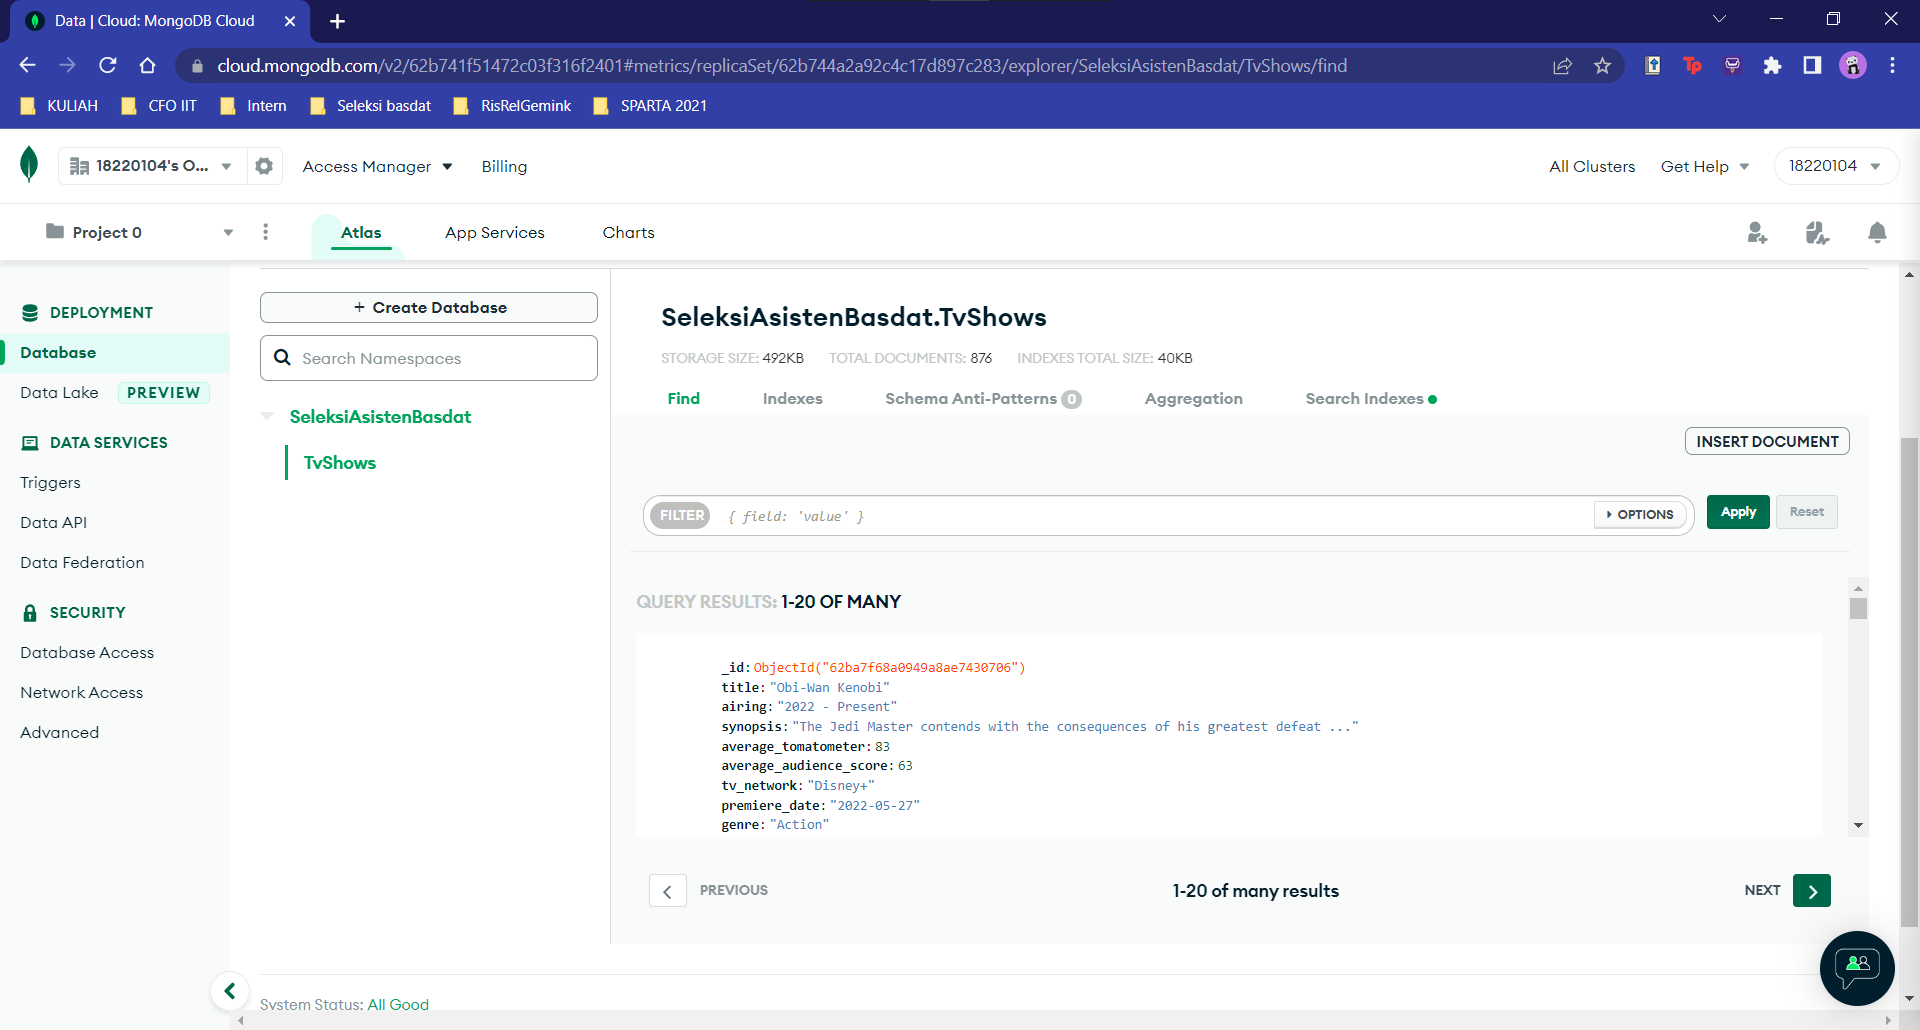 Data | Cloud: MongoDB Cloud
cloud.mongodb.com/v2/62b741f51472c03f316f2401#metrics/replicaSet/62b744a2a92c4c17d897c283/explorer/SeleksiAsistenBasdat/TvShows/find
Tp
KULIAH CFO IIT Intern Seleksi basdat RisRelGemink SPARTA 2021
18220104's O... Access Manager Billing All Clusters Get Help 18220104
Project 0 Atlas App Services Charts
DEPLOYMENT
Database
Data Lake PREVIEW
DATA SERVICES
Triggers
Data API
Data Federation
SECURITY
Database Access
Network Access
Advanced
+ Create Database
Search Namespaces
SeleksiAsistenBasdat
TvShows
SeleksiAsistenBasdat.TvShows
STORAGE SIZE: 492KB TOTAL DOCUMENTS: 876 INDEXES TOTAL SIZE: 40KB
Find Indexes Schema Anti-Patterns 0 Aggregation Search Indexes
INSERT DOCUMENT
FILTER { field: 'value' } OPTIONS Apply Reset
QUERY RESULTS: 1-20 OF MANY
_id: ObjectId("62ba7f68a0949a8ae7430706")
title: "Obi-Wan Kenobi"
airing: "2022 - Present"
synopsis: "The Jedi Master contends with the consequences of his greatest defeat ..."
average_tomatometer: 83
average_audience_score: 63
tv_network: "Disney+"
premiere_date: "2022-05-27"
genre: "Action"
PREVIOUS 1-20 of many results NEXT
System Status: All Good